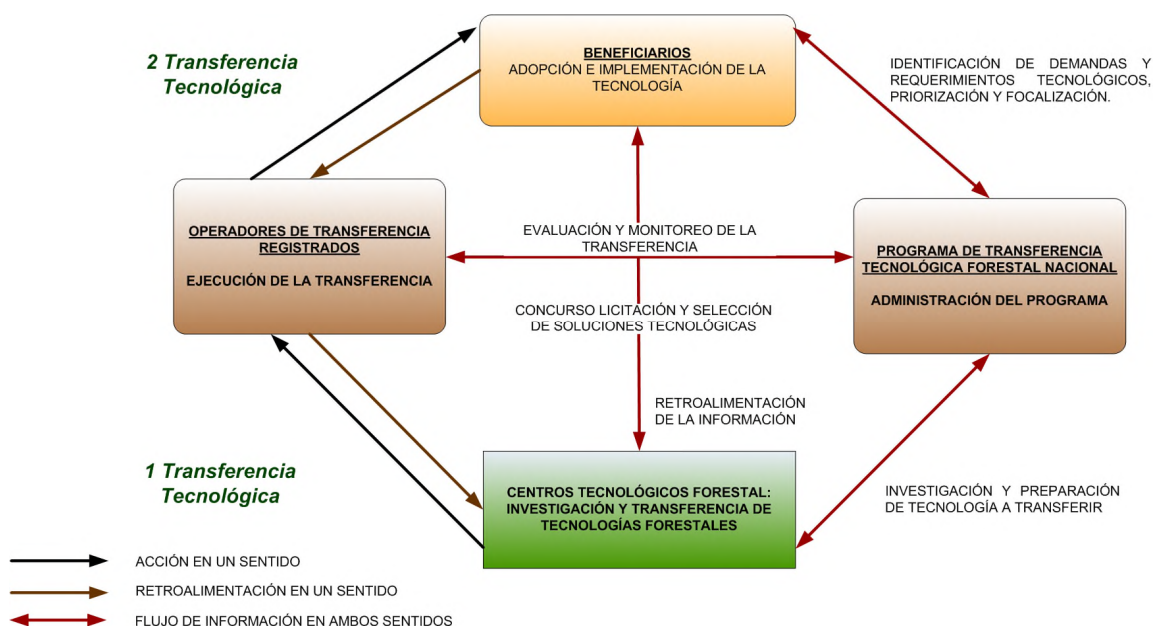 BENEFICIARIOS
ADOPCIÓN E IMPLEMENTACIÓN DE LA
TECNOLOGÍA
2 Transferencia
Tecnológica
IDENTIFICACIÓN DE DEMANDAS Y
REQUERIMIENTOS TECNOLÓGICOS,
PRIORIZACIÓN Y FOCALIZACIÓN.
OPERADORES DE TRANSFERENCIA
REGISTRADOS
EJECUCIÓN DE LA TRANSFERENCIA
EVALUACIÓN Y MONITOREO DE LA
TRANSFERENCIA
PROGRAMA DE TRANSFERENCIA
TECNOLÓGICA FORESTAL NACIONAL
ADMINISTRACIÓN DEL PROGRAMA
CONCURSO LICITACIÓN Y SELECCIÓN
DE SOLUCIONES TECNOLÓGICAS
RETROALIMENTACIÓN
DE LA INFORMACIÓN
1 Transferencia
Tecnológica
CENTROS TECNOLÓGICOS FORESTAL:
INVESTIGACIÓN Y TRANSFERENCIA DE
TECNOLOGÍAS FORESTALES
INVESTIGACIÓN Y PREPARACIÓN
DE TECNOLOGÍA A TRANSFERIR
ACCIÓN EN UN SENTIDO
RETROALIMENTACIÓN EN UN SENTIDO
FLUJO DE INFORMACIÓN EN AMBOS SENTIDOS